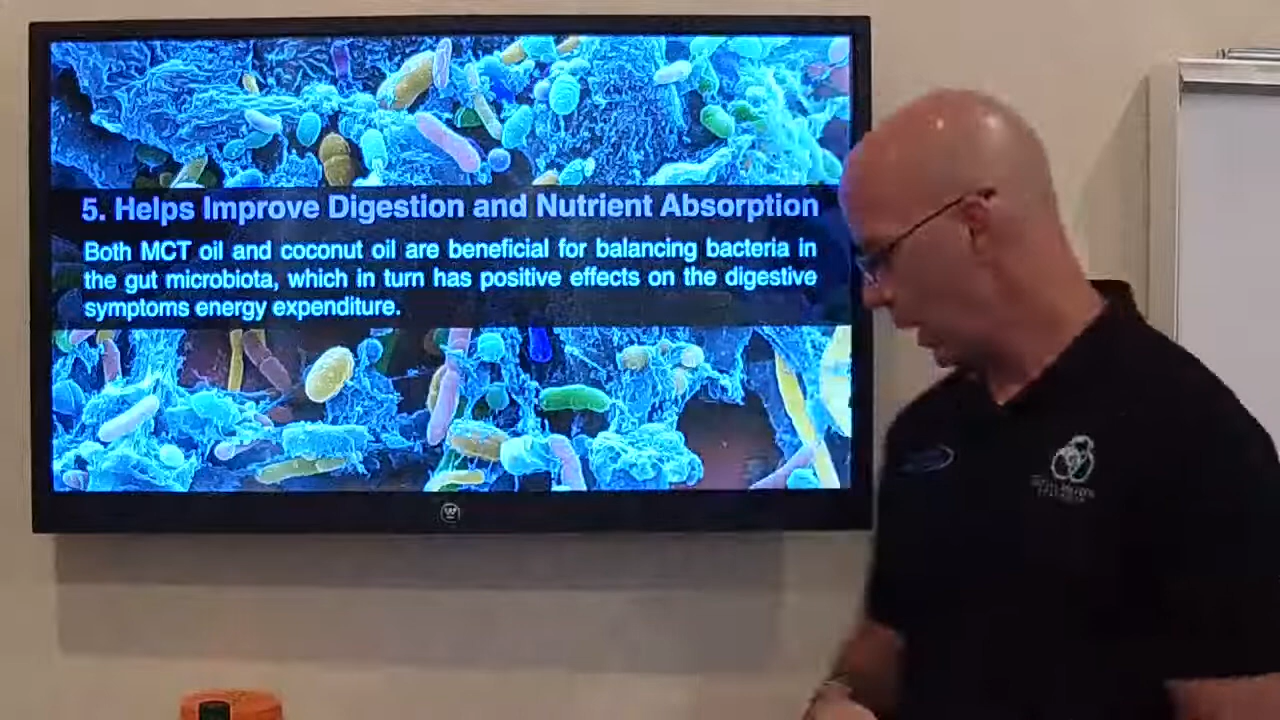 5. Helps Improve Digestion and Nutrient Absorption
Both MCT oil and coconut oil are beneficial for balancing bacteria in
the gut microbiota, which in turn has positive effects on the digestive
symptoms energy expenditure.